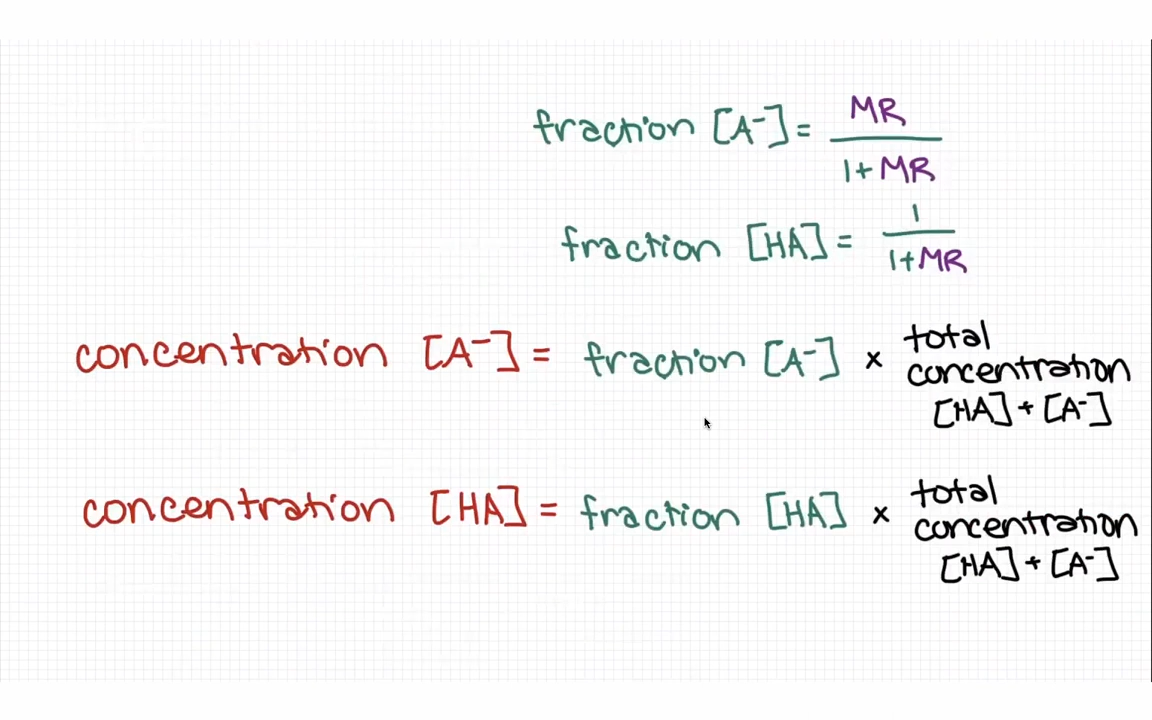 fraction [A⁻] = MR / 1 + MR
fraction [HA] = 1 / 1 + MR
concentration [A⁻] = fraction [A⁻] × total concentration [HA] + [A⁻]
concentration [HA] = fraction [HA] × total concentration [HA] + [A⁻]